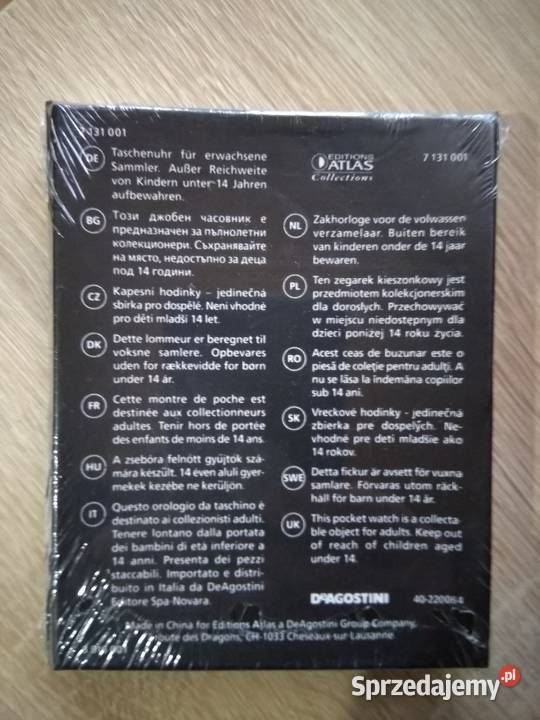 7 131 001
DE
Taschenuhr für erwachsene
Sammler. Außer Reichweite
von Kindern unter 14 Jahren
aufbewahren.
BG
Този джобен часовник е
предназначен за пълнолетни
колекционери. Съхранявайте
на място, недостъпно за деца
под 14 години.
CZ
Kapesní hodinky - jedinečná
sbírka pro dospělé. Není vhodné
pro děti mladší 14 let.
DK
Dette lommeur er beregnet til
voksne samlere. Opbevares
uden for rækkevidde for børn
under 14 år.
FR
Cette montre de poche est
destinée aux collectionneurs
adultes. Tenir hors de portée
des enfants de moins de 14 ans.
HU
A zsebóra felnőtt gyűjtők szá-
mára készült. 14 éven aluli gyer-
mekek kezébe ne kerüljön.
IT
Questo orologio da taschino è
destinato ai collezionisti adulti.
Tenere lontano dalla portata
dei bambini di età inferiore a
14 anni. Presenta dei pezzi
staccabili. Importato e distri-
buito in Italia da DeAgostini
Editore Spa-Novara.
EDITIONS
ATLAS
Collections
7 131 001
NL
Zakhorloge voor de volwassen
verzamelaar. Buiten bereik
van kinderen onder de 14 jaar
bewaren.
PL
Ten zegarek kieszonkowy jest
przedmiotem kolekcjonerskim
dla dorosłych. Przechowywać
w miejscu niedostępnym dla
dzieci poniżej 14 roku życia.
RO
Acest ceas de buzunar este o
piesă de coleție pentru adulți. A
nu se lăsa la îndemâna copiilor
sub 14 ani.
SK
Vreckové hodinky - jedinečná
zbierka pre dospelých. Ne-
vhodné pre deti mladšie ako
14 rokov.
SWE
Detta fickur är avsett för vuxna
samlare. Förvaras utom räck-
håll för barn under 14 år.
UK
This pocket watch is a collecta-
ble object for adults. Keep out
of reach of children aged
under 14.
DeAGOSTINI
Made in China for Editions Atlas a DeAgostini Group Company,
des Dragons, CH-1033 Cheseaux-sur-Lausanne.
001
Sprzedajemy.pl